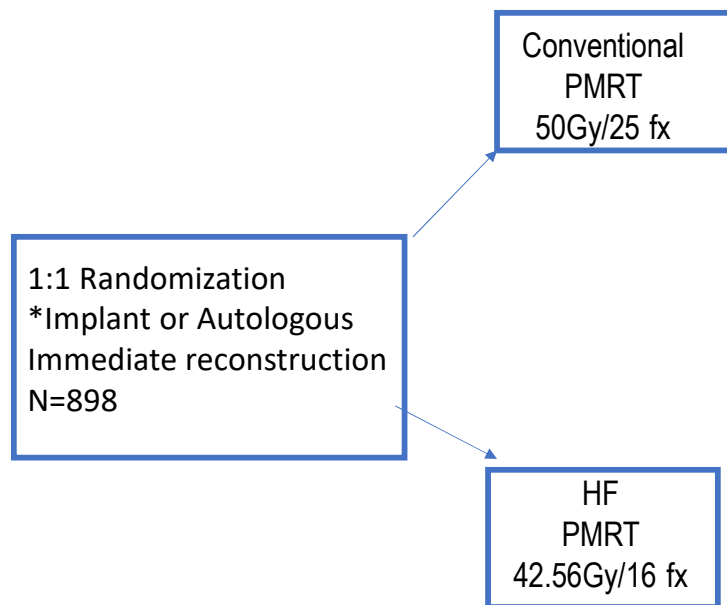 Conventional
PMRT
50Gy/25 fx
1:1 Randomization
*Implant or Autologous
Immediate reconstruction
N=898
HF
PMRT
42.56Gy/16 fx